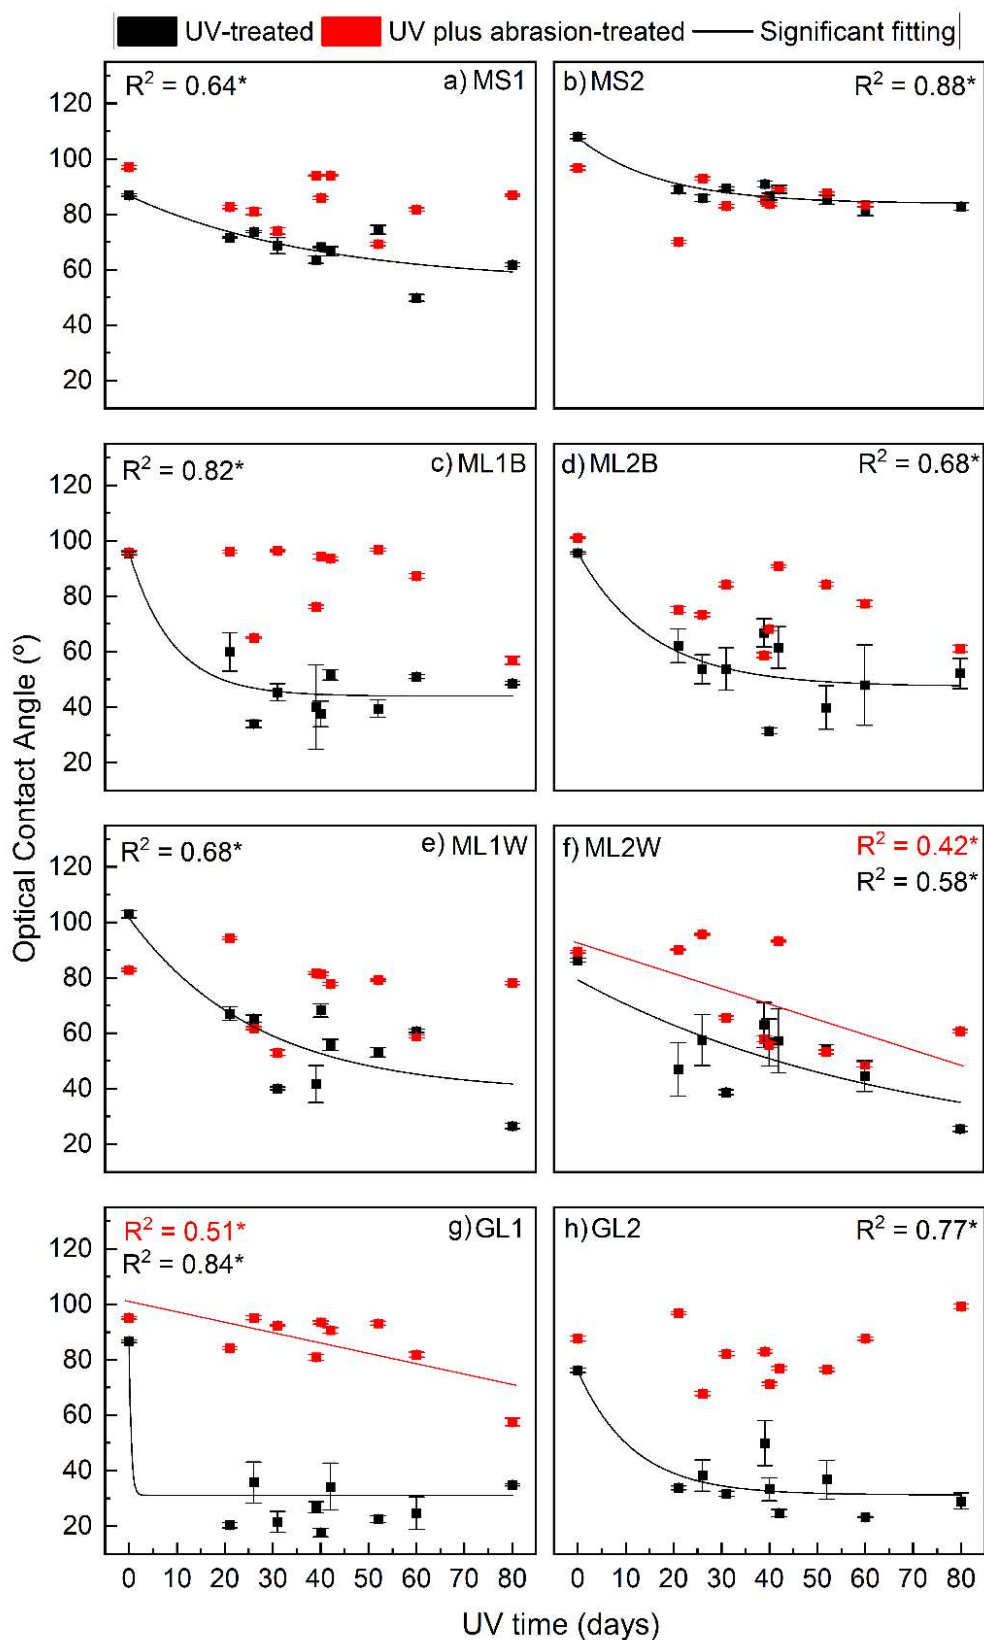 UV-treated UV plus abrasion-treated Significant fitting
R² = 0.64* a) MS1
b) MS2 R² = 0.88*
120
100
80
60
40
20
R² = 0.82* c) ML1B
d) ML2B R² = 0.68*
120
100
80
60
40
20
R² = 0.68* e) ML1W
f) ML2W R² = 0.42*
R² = 0.58*
120
100
80
60
40
20
R² = 0.51* g) GL1
R² = 0.84*
h) GL2 R² = 0.77*
120
100
80
60
40
20
0 10 20 30 40 50 60 70 80 0 10 20 30 40 50 60 70 80
Optical Contact Angle (º)
UV time (days)